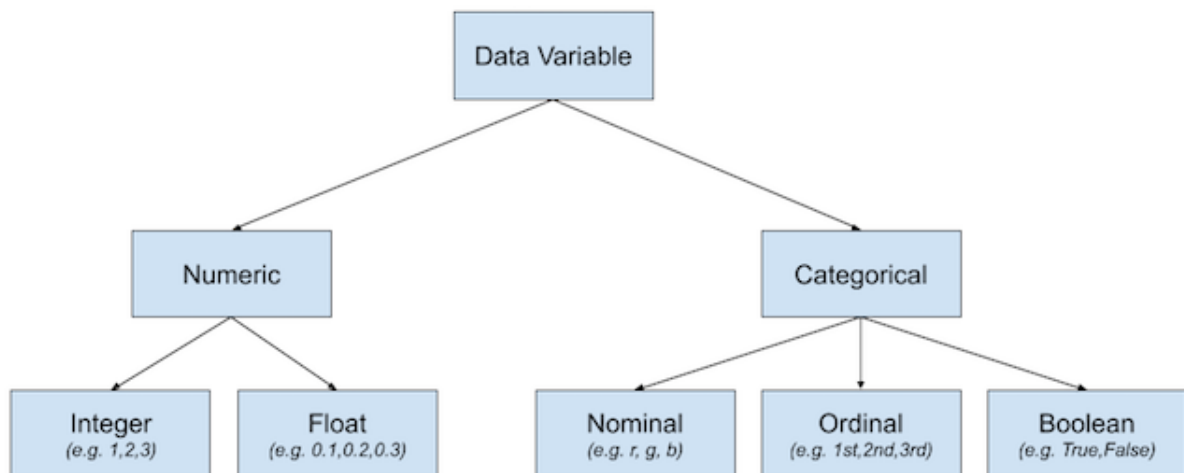 Data Variable
Numeric
Categorical
Integer
(e.g. 1,2,3)
Float
(e.g. 0.1,0.2,0.3)
Nominal
(e.g. r, g, b)
Ordinal
(e.g. 1st,2nd,3rd)
Boolean
(e.g. True,False)